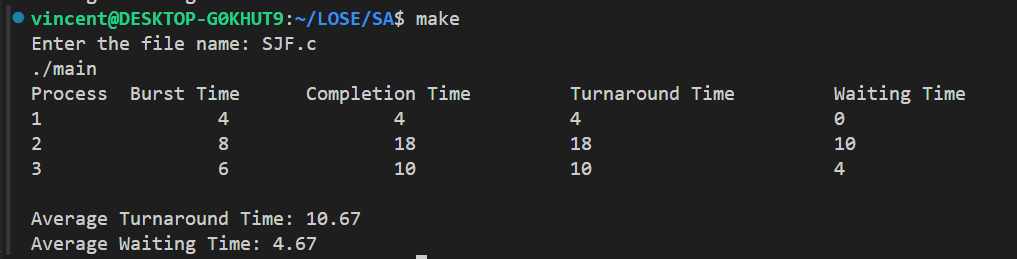 vincent@DESKTOP-G0KHUT9:~/LOSE/SA$ make
Enter the file name: SJF.c
./main
Process  Burst Time      Completion Time         Turnaround Time         Waiting Time
1                4               4               4                       0
2                8               18              18                      10
3                6               10              10                      4
Average Turnaround Time: 10.67
Average Waiting Time: 4.67